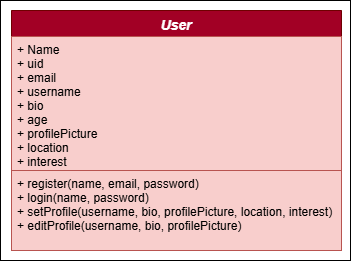 User
+ Name
+ uid
+ email
+ username
+ bio
+ age
+ profilePicture
+ location
+ interest
+ register(name, email, password)
+ login(name, password)
+ setProfile(username, bio, profilePicture, location, interest)
+ editProfile(username, bio, profilePicture)